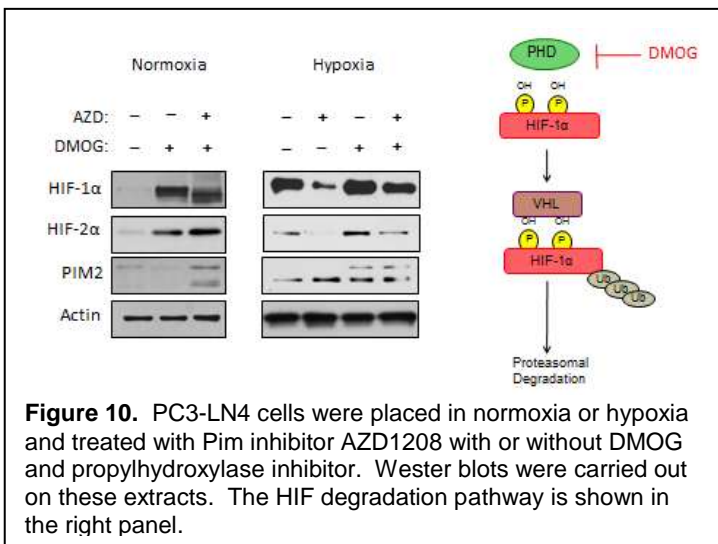 Normoxia Hypoxia
AZD: – – + – + – +
DMOG: – + + – – + +
HIF-1α
HIF-2α
PIM2
Actin
PHD
DMOG
OH OH
P P
HIF-1α
VHL
OH OH
P P
HIF-1α
Ub
Ub
Ub
Proteasomal
Degradation
Figure 10. PC3-LN4 cells were placed in normoxia or hypoxia
and treated with Pim inhibitor AZD1208 with or without DMOG
and propylhydroxylase inhibitor. Wester blots were carried out
on these extracts. The HIF degradation pathway is shown in
the right panel.